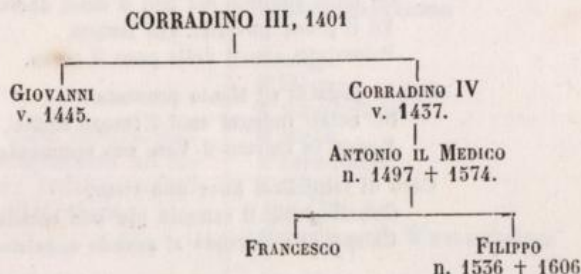 CORRADINO III, 1401
GIOVANNI
v. 1445.
CORRADINO IV
v. 1437.
ANTONIO IL MEDICO
n. 1497 + 1574.
FRANCESCO
FILIPPO
n. 1536 + 1606